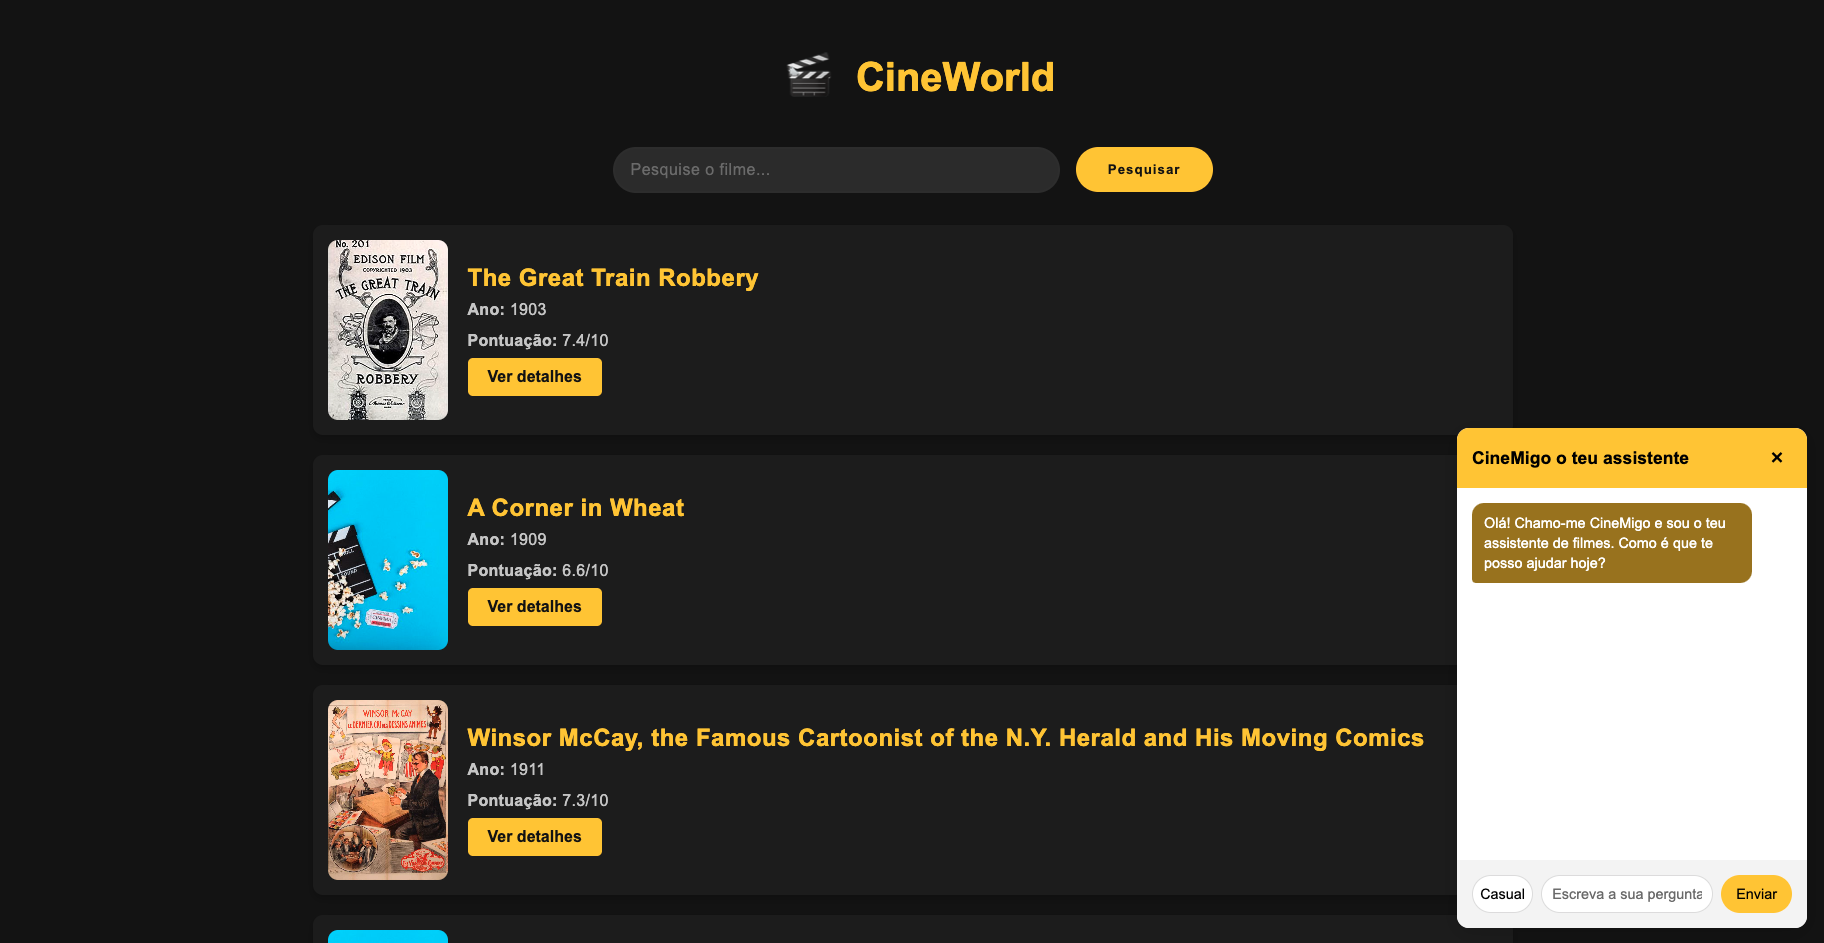 CineWorld
Pesquise o filme...
Pesquisar
No. 201
EDISON FILM
COPYRIGHTED 1903
THE GREAT TRAIN
ROBBERY
The Great Train Robbery
Ano: 1903
Pontuação: 7.4/10
Ver detalhes
A Corner in Wheat
Ano: 1909
Pontuação: 6.6/10
Ver detalhes
WINSOR McCAY
LE DERNIER CRI DES DESSINS ANIMES
Winsor McCay, the Famous Cartoonist of the N.Y. Herald and His Moving Comics
Ano: 1911
Pontuação: 7.3/10
Ver detalhes
CineMigo o teu assistente
×
Olá! Chamo-me CineMigo e sou o teu
assistente de filmes. Como é que te
posso ajudar hoje?
Casual
Escreva a sua pergunta
Enviar